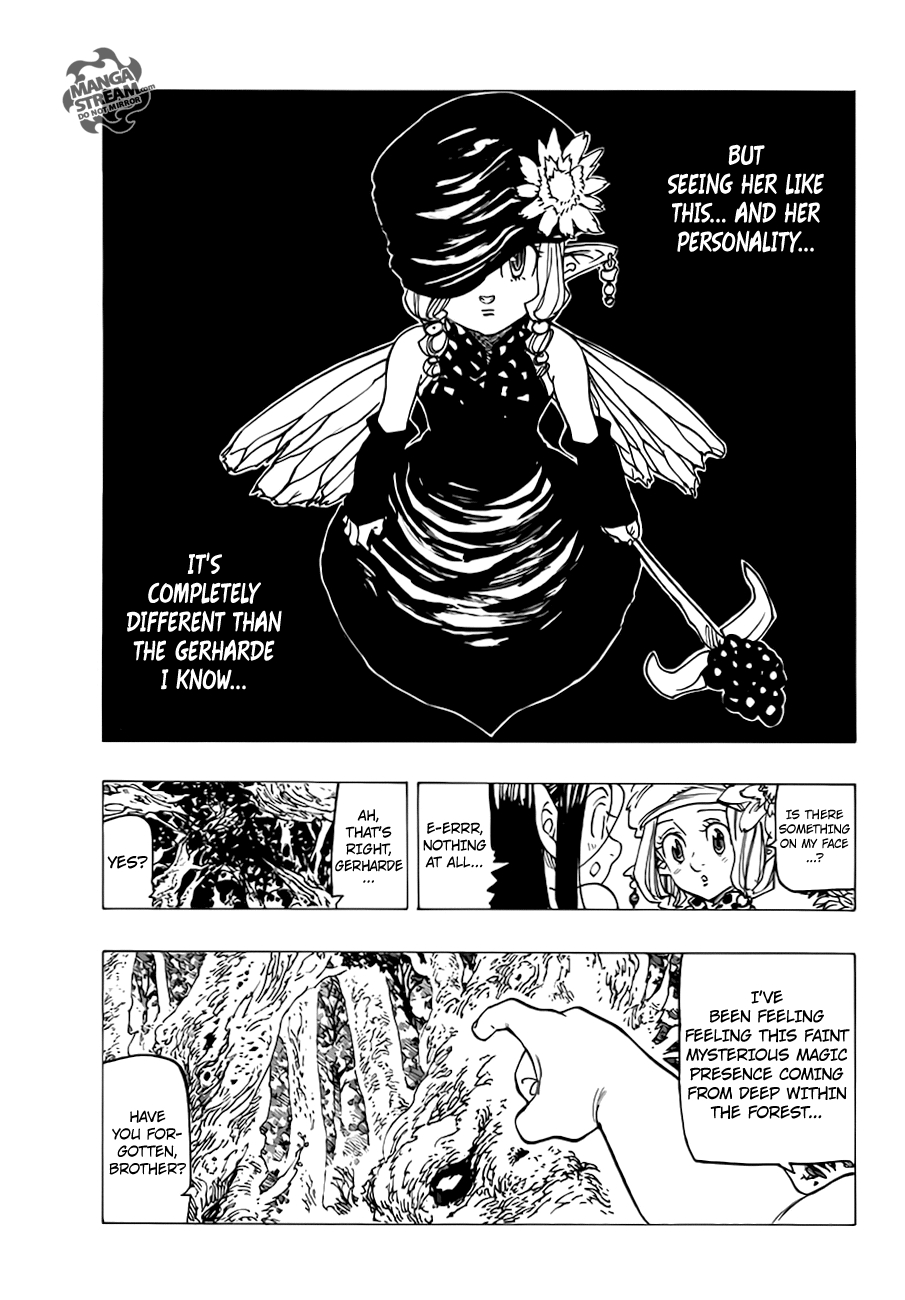 MANGA
STREAM.com
DO NOT MIRROR
BUT
SEEING HER LIKE
THIS... AND HER
PERSONALITY...
IT'S
COMPLETELY
DIFFERENT THAN
THE GERHARDE
I KNOW...
IS THERE
SOMETHING
ON MY FACE
...?
E-ERRR,
NOTHING
AT ALL...
AH,
THAT'S
RIGHT,
GERHARDE
...
YES?
I'VE
BEEN FEELING
FEELING THIS FAINT
MYSTERIOUS MAGIC
PRESENCE COMING
FROM DEEP WITHIN
THE FOREST...
HAVE
YOU FOR-
GOTTEN,
BROTHER?